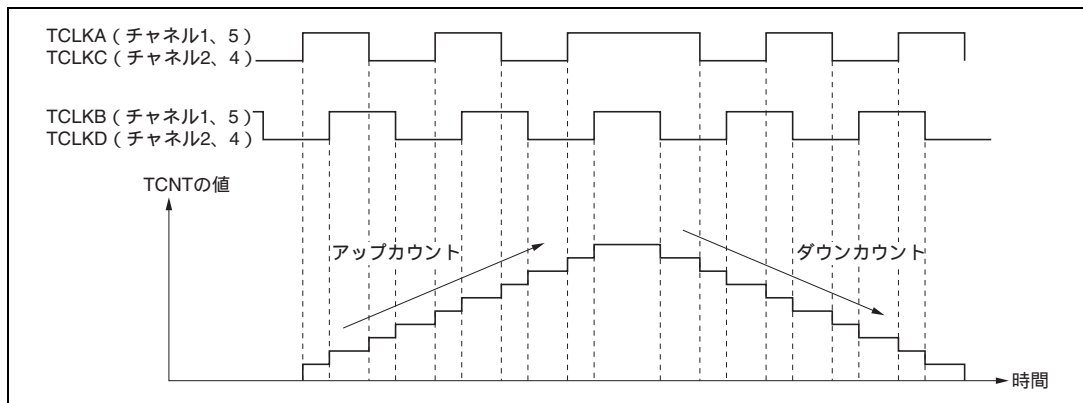 TCLKA（チャネル1、5）
TCLKC（チャネル2、4）
TCLKB（チャネル1、5）
TCLKD（チャネル2、4）
TCNTの値
アップカウント
ダウンカウント
時間